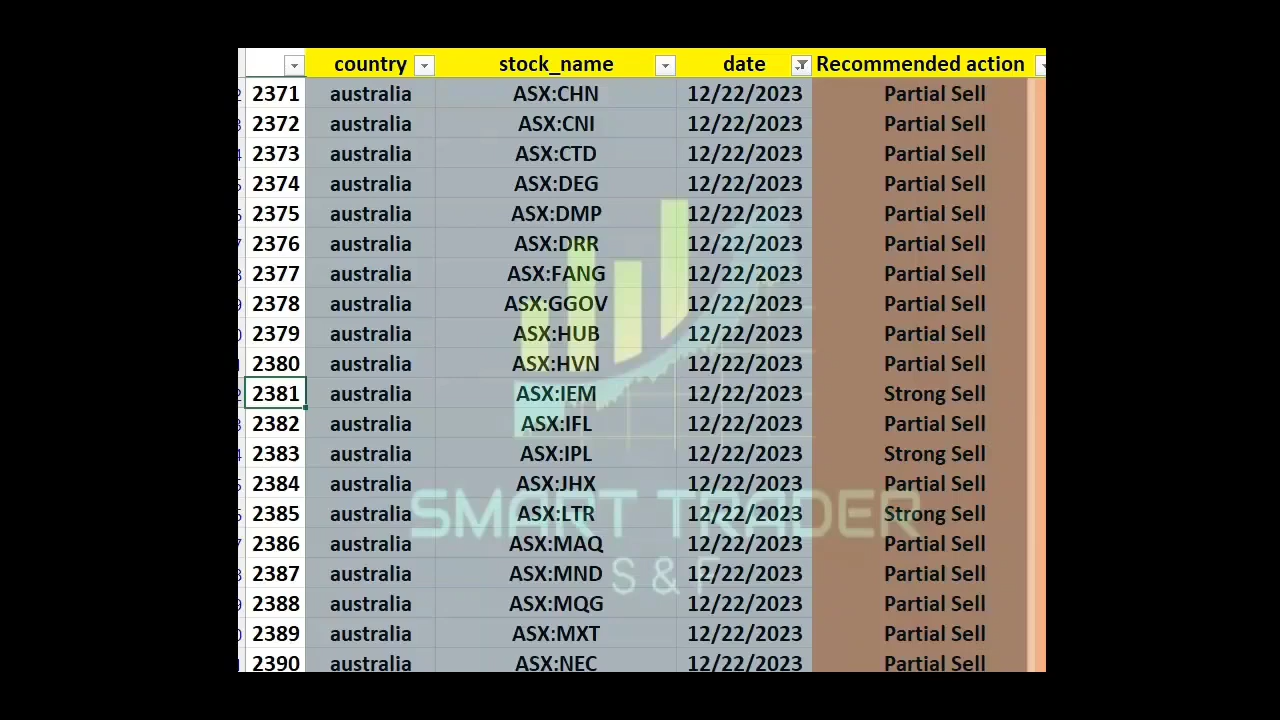 country stock_name date Recommended action
2371 australia ASX:CHN 12/22/2023 Partial Sell
2372 australia ASX:CNI 12/22/2023 Partial Sell
2373 australia ASX:CTD 12/22/2023 Partial Sell
2374 australia ASX:DEG 12/22/2023 Partial Sell
2375 australia ASX:DMP 12/22/2023 Partial Sell
2376 australia ASX:DRR 12/22/2023 Partial Sell
2377 australia ASX:FANG 12/22/2023 Partial Sell
2378 australia ASX:GGOV 12/22/2023 Partial Sell
2379 australia ASX:HUB 12/22/2023 Partial Sell
2380 australia ASX:HVN 12/22/2023 Partial Sell
2381 australia ASX:IEM 12/22/2023 Strong Sell
2382 australia ASX:IFL 12/22/2023 Partial Sell
2383 australia ASX:IPL 12/22/2023 Strong Sell
2384 australia ASX:JHX 12/22/2023 Partial Sell
2385 australia ASX:LTR 12/22/2023 Strong Sell
2386 australia ASX:MAQ 12/22/2023 Partial Sell
2387 australia ASX:MND 12/22/2023 Partial Sell
2388 australia ASX:MQG 12/22/2023 Partial Sell
2389 australia ASX:MXT 12/22/2023 Partial Sell
2390 australia ASX:NEC 12/22/2023 Partial Sell
SMART TRADER
S & F